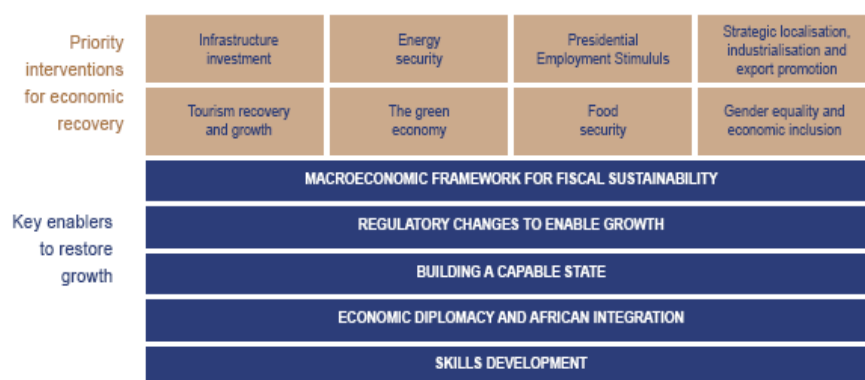 Priority
interventions
for economic
recovery
Infrastructure
investment
Energy
security
Presidential
Employment Stimululs
Strategic localisation,
industrialisation and
export promotion
Tourism recovery
and growth
The green
economy
Food
security
Gender equality and
economic inclusion
Key enablers
to restore
growth
MACROECONOMIC FRAMEWORK FOR FISCAL SUSTAINABILITY
REGULATORY CHANGES TO ENABLE GROWTH
BUILDING A CAPABLE STATE
ECONOMIC DIPLOMACY AND AFRICAN INTEGRATION
SKILLS DEVELOPMENT